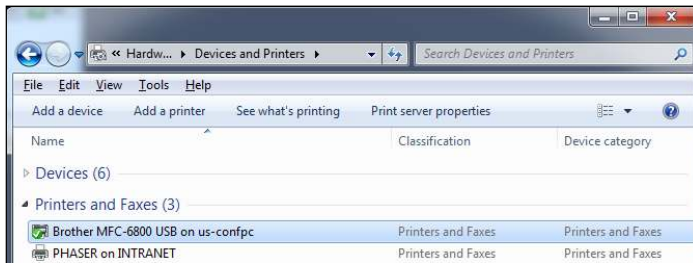 « Hardw... ▸ Devices and Printers ▸ Search Devices and Printers
File Edit View Tools Help
Add a device Add a printer See what's printing Print server properties
Name Classification Device category
Devices (6)
Printers and Faxes (3)
Brother MFC-6800 USB on us-confpc Printers and Faxes Printers and Faxes
PHASER on INTRANET Printers and Faxes Printers and Faxes